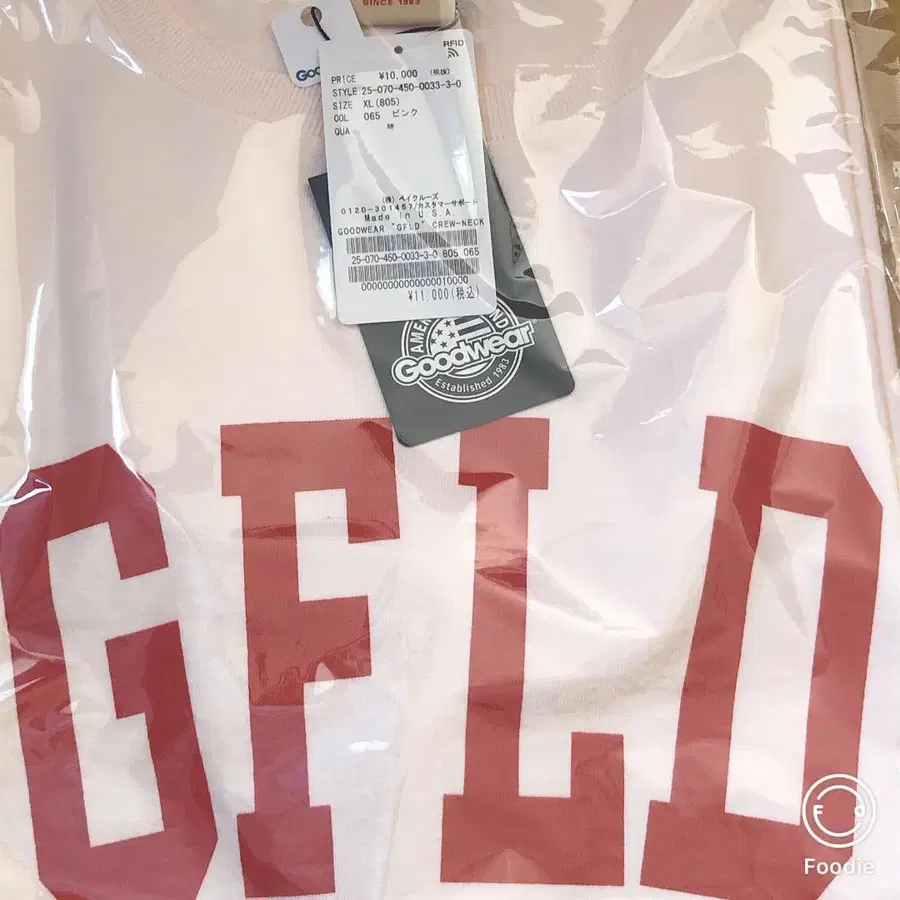 SINCE 1983
Goo
RFID
PRICE ¥10,000 (税抜)
STYLE 25-070-450-0033-3-0
SIZE XL(805)
COL 065 ピンク
QUA
(株)ベイクルーズ
0120-301457/カスタマーサポート
Made in U.S.A.
GOODWEAR "GFLD" CREW-NECK
25-070-450-0033-3-0 805 065
00000000000000010000
¥11,000(税込)
Goodwear
Established 1983
GFLD
Foodie